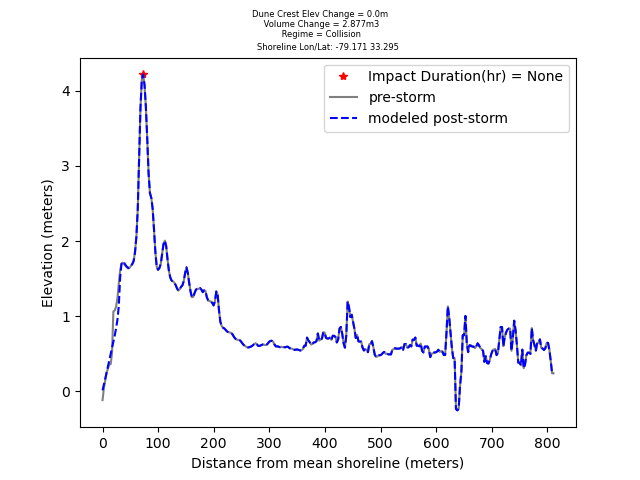 Dune Crest Elev Change = 0.0m
Volume Change = 2.877m3
Regime = Collision
Shoreline Lon/Lat: -79.171 33.295
Impact Duration(hr) = None
pre-storm
modeled post-storm
Elevation (meters)
4
3
2
1
0
0 100 200 300 400 500 600 700 800
Distance from mean shoreline (meters)